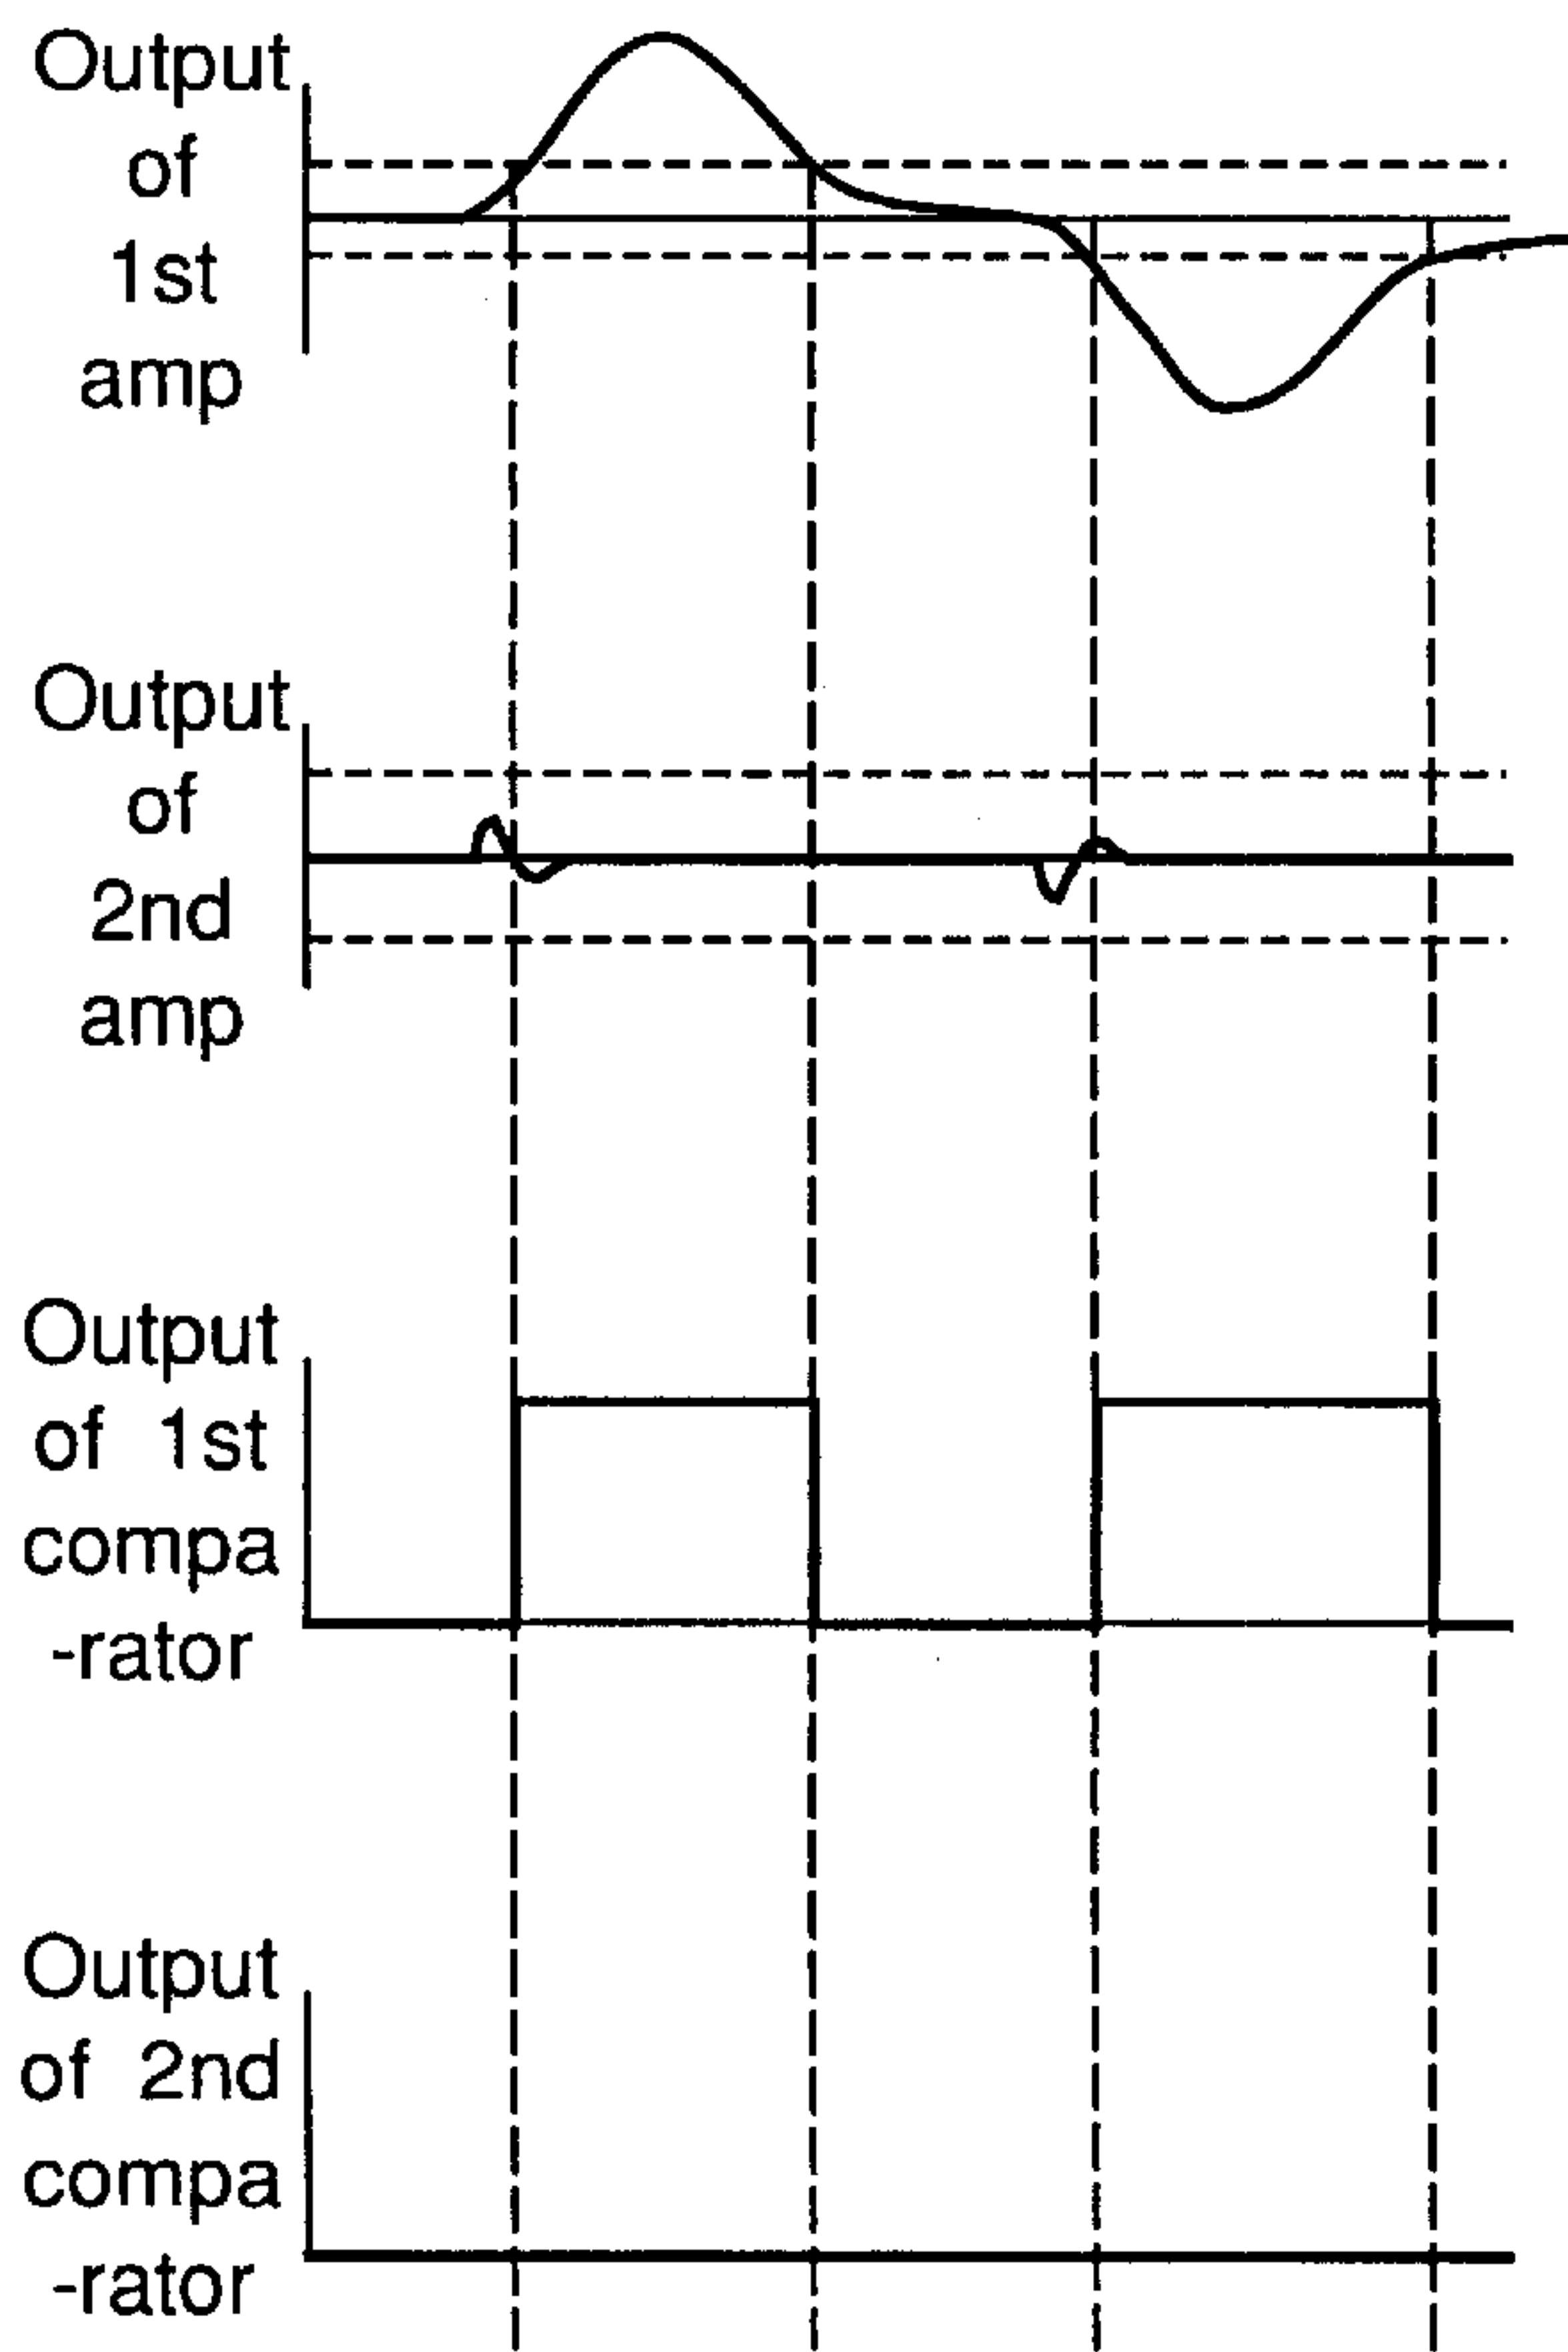 Output
of
1st
amp
Output
of
2nd
amp
Output
of 1st
compa
-rator
Output
of 2nd
compa
-rator